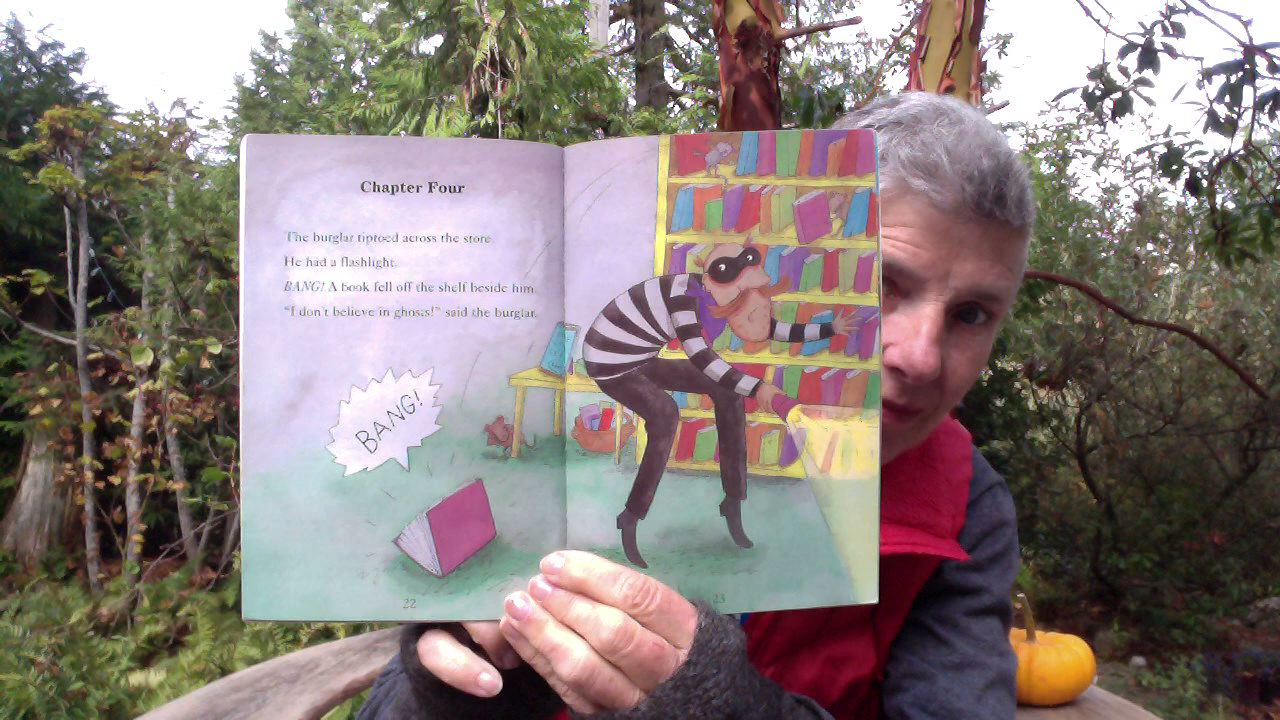 Chapter Four
The burglar tiptoed across the store.
He had a flashlight.
BANG! A book fell off the shelf beside him.
"I don't believe in ghosts!" said the burglar.
BANG!
22
23